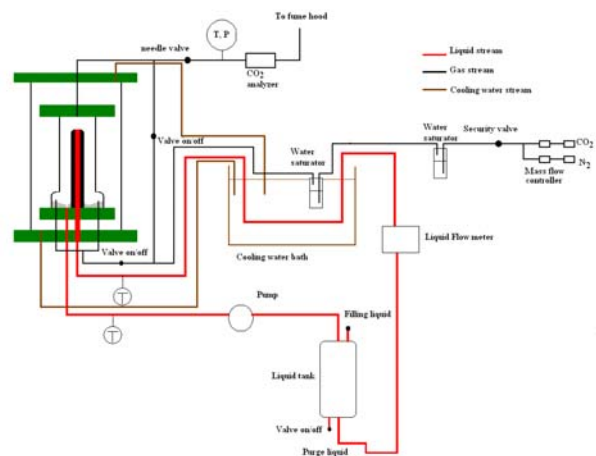 To fume hood
T, P
needle valve
CO2
analyzer
Liquid stream
Gas stream
Cooling water stream
Valve on/off
Water
saturator
Water
saturator
Security valve
CO2
N2
Mass flow
controller
Liquid Flow meter
Valve on/off
Cooling water bath
T
T
Pump
Filling liquid
Liquid tank
Valve on/off
Purge liquid